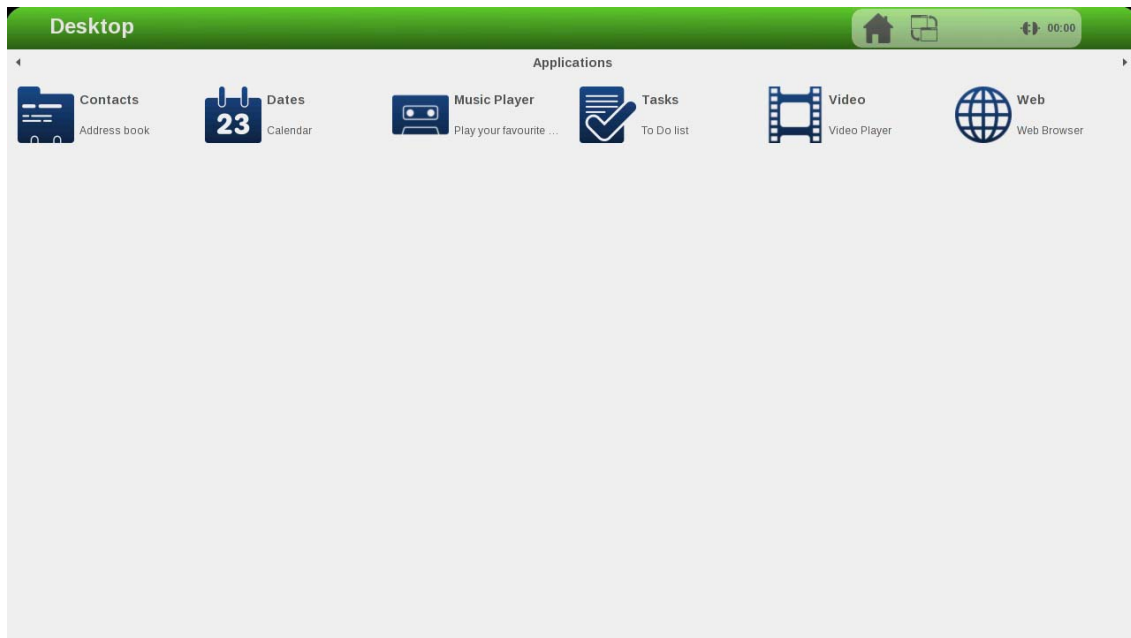 Desktop
00:00
Applications
Contacts
Address book
23
Dates
Calendar
Music Player
Play your favourite ...
Tasks
To Do list
Video
Video Player
Web
Web Browser